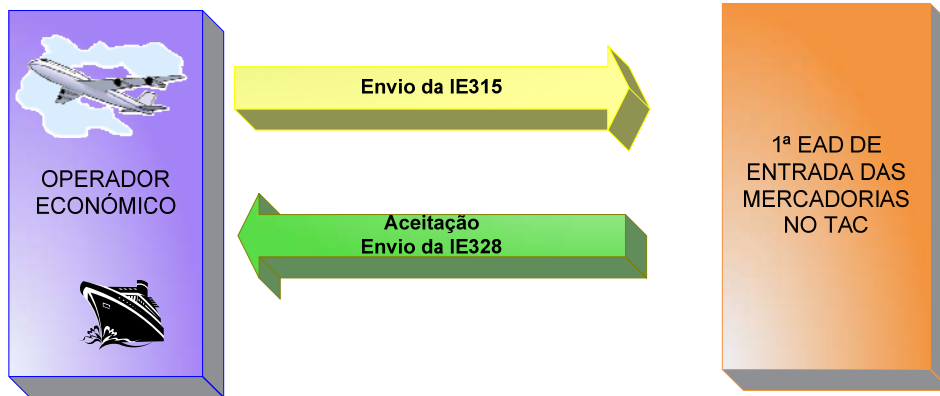 OPERADOR
ECONÓMICO
Envio da IE315
Aceitação
Envio da IE328
1ª EAD DE
ENTRADA DAS
MERCADORIAS
NO TAC